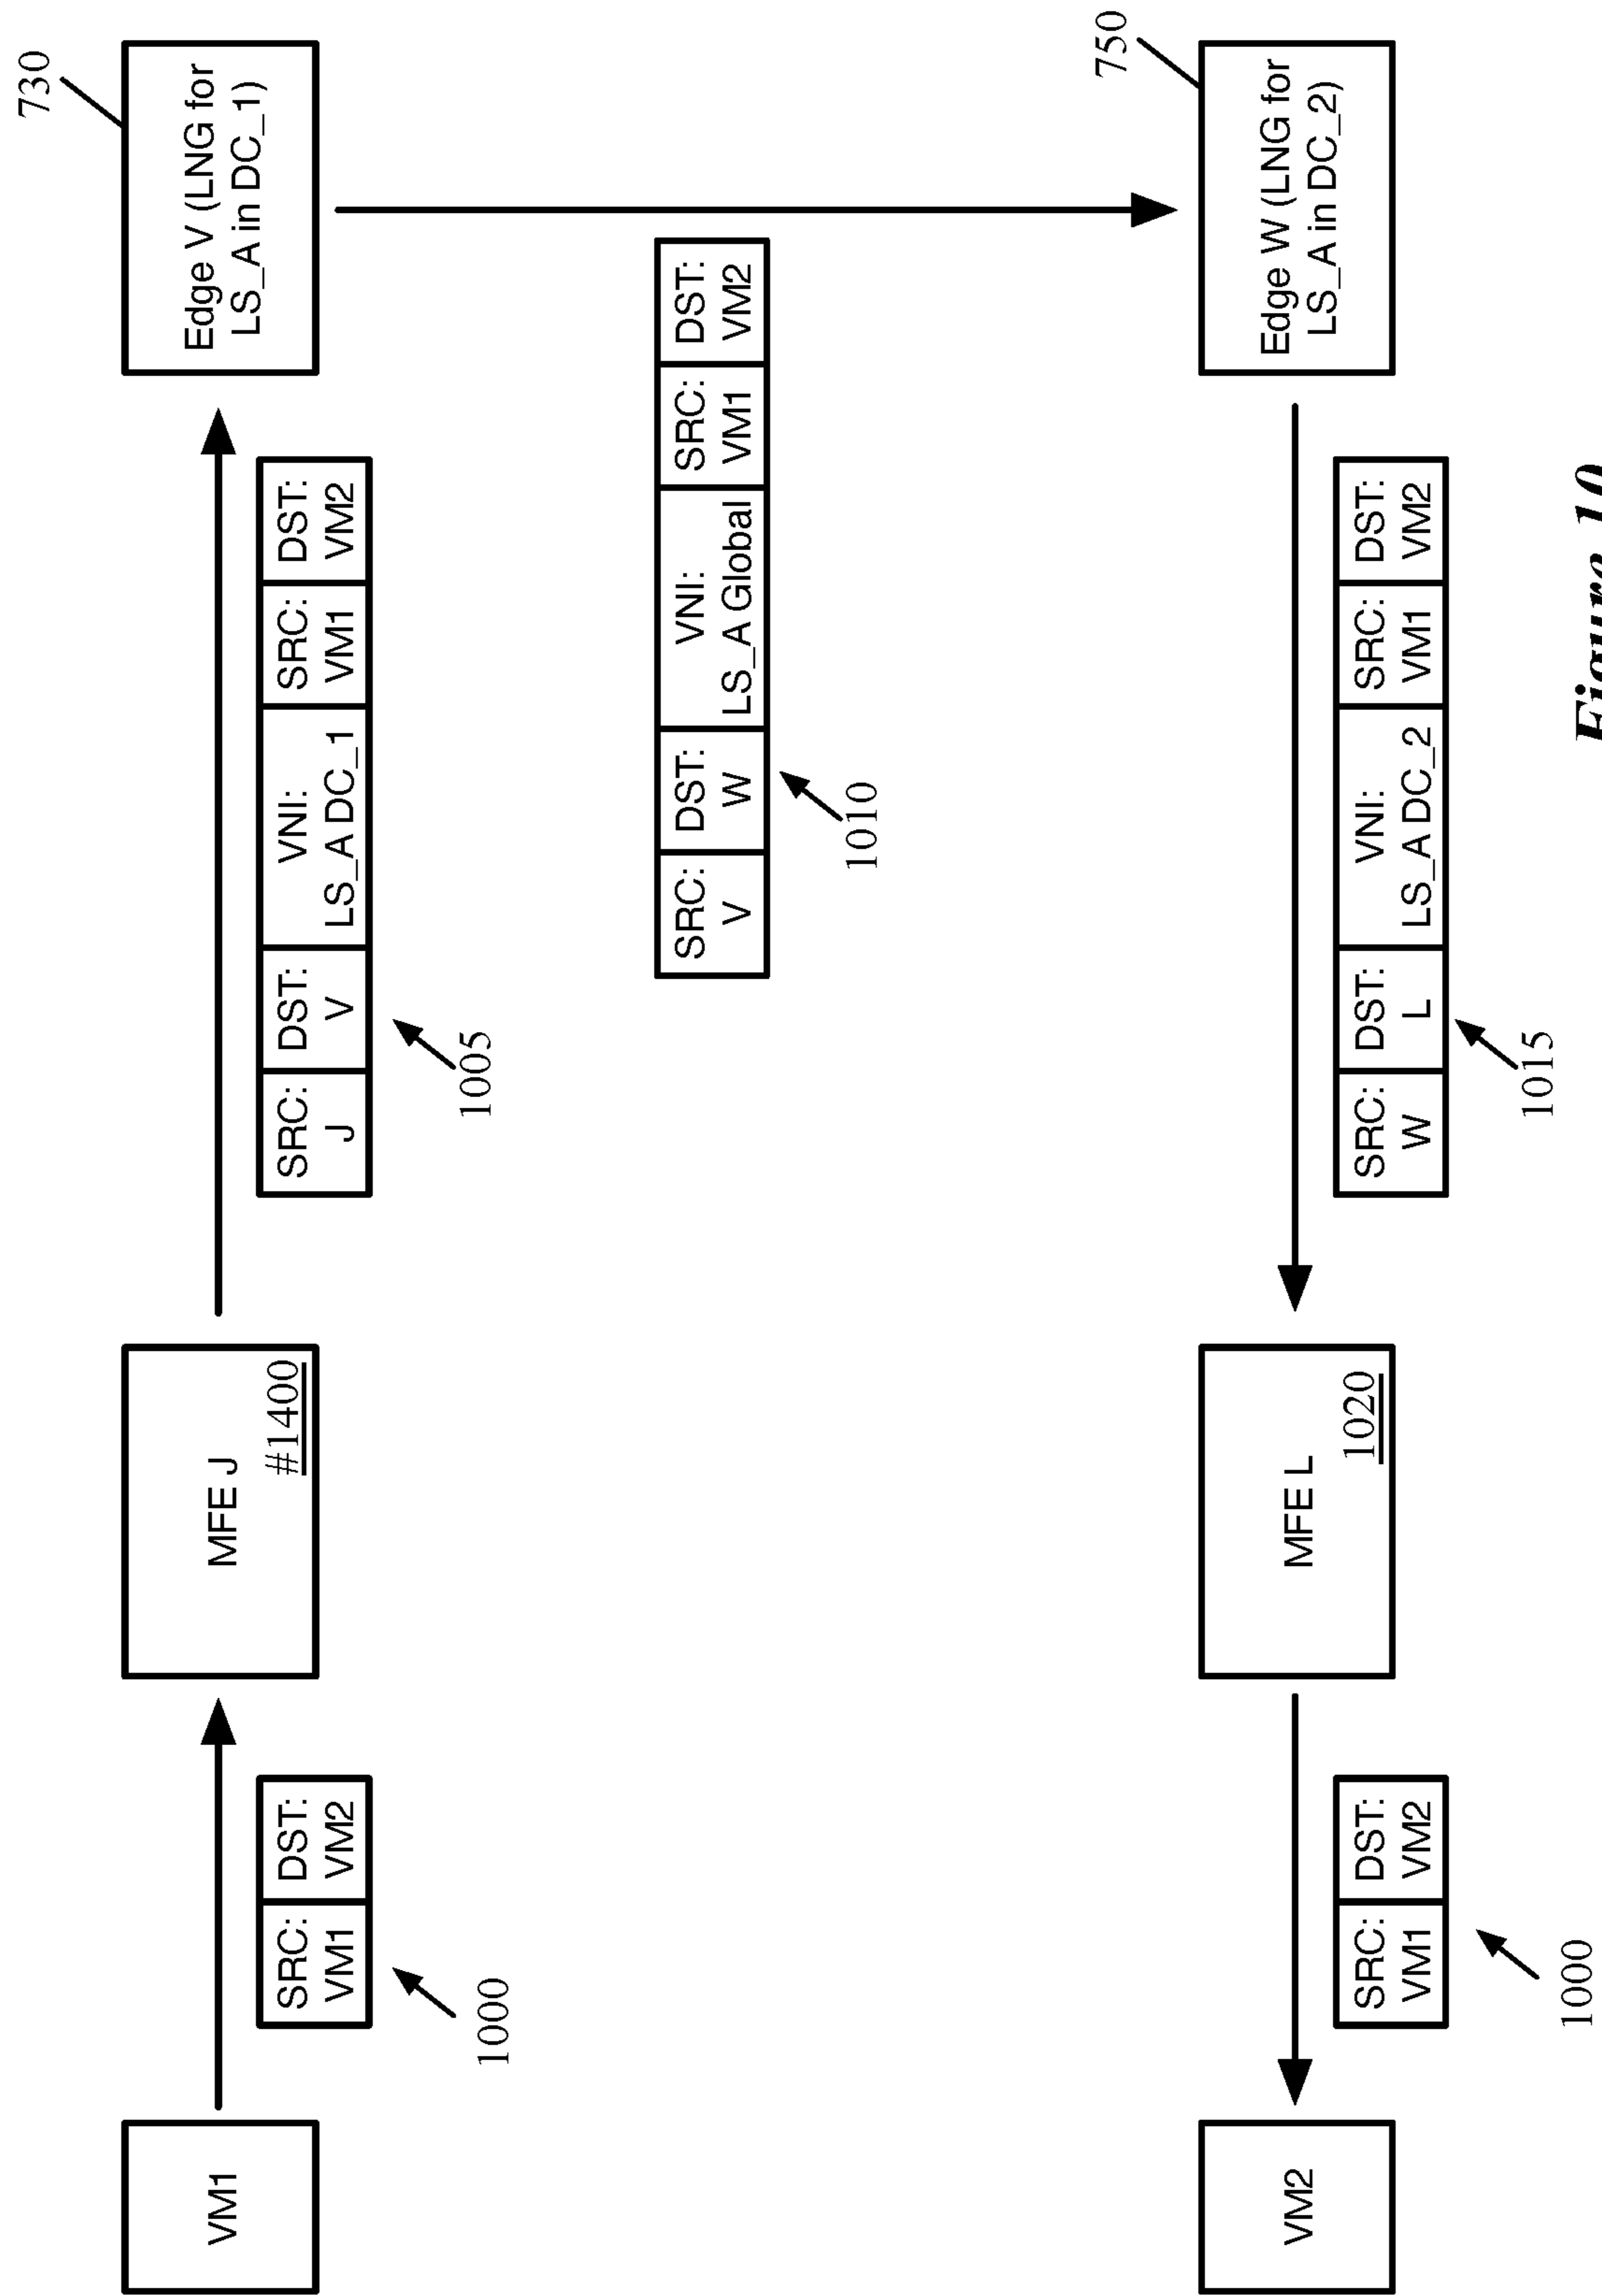 730
Edge V (LNG for
LS_A in DC_1)
VM1
MFE J
#1400
SRC:
VM1
DST:
VM2
1000
SRC:
J
DST:
V
VNI:
LS_A DC_1
SRC:
VM1
DST:
VM2
1005
SRC:
V
DST:
W
VNI:
LS_A Global
SRC:
VM1
DST:
VM2
1010
750
Edge W (LNG for
LS_A in DC_2)
VM2
MFE L
1020
SRC:
VM1
DST:
VM2
1000
SRC:
W
DST:
L
VNI:
LS_A DC_2
SRC:
VM1
DST:
VM2
1015
Figure 10